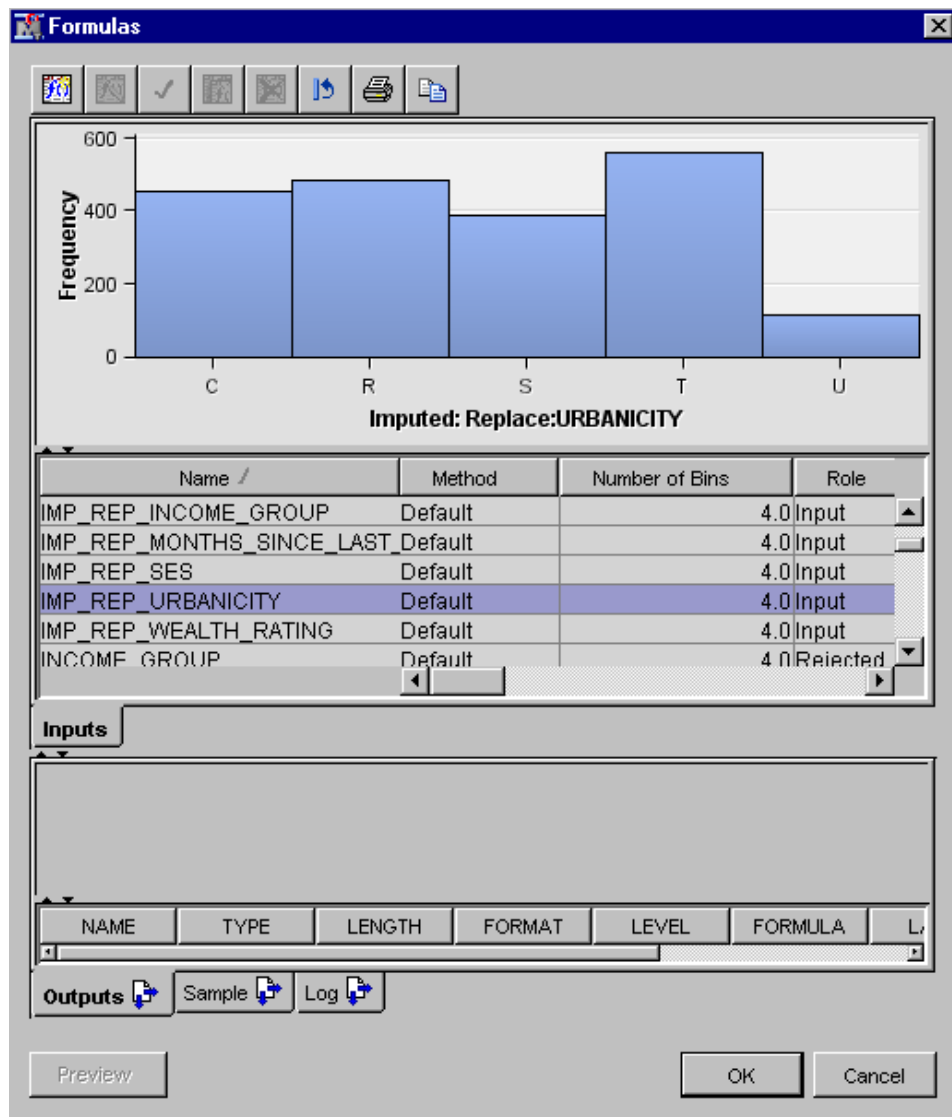 Formulas
600
400
200
0
Frequency
C R S T U
Imputed: Replace:URBANICITY
Name Method Number of Bins Role
IMP_REP_INCOME_GROUP Default 4.0 Input
IMP_REP_MONTHS_SINCE_LAST_ Default 4.0 Input
IMP_REP_SES Default 4.0 Input
IMP_REP_URBANICITY Default 4.0 Input
IMP_REP_WEALTH_RATING Default 4.0 Input
INCOME_GROUP Default 4.0 Rejected
Inputs
NAME TYPE LENGTH FORMAT LEVEL FORMULA LA
Outputs Sample Log
Preview OK Cancel